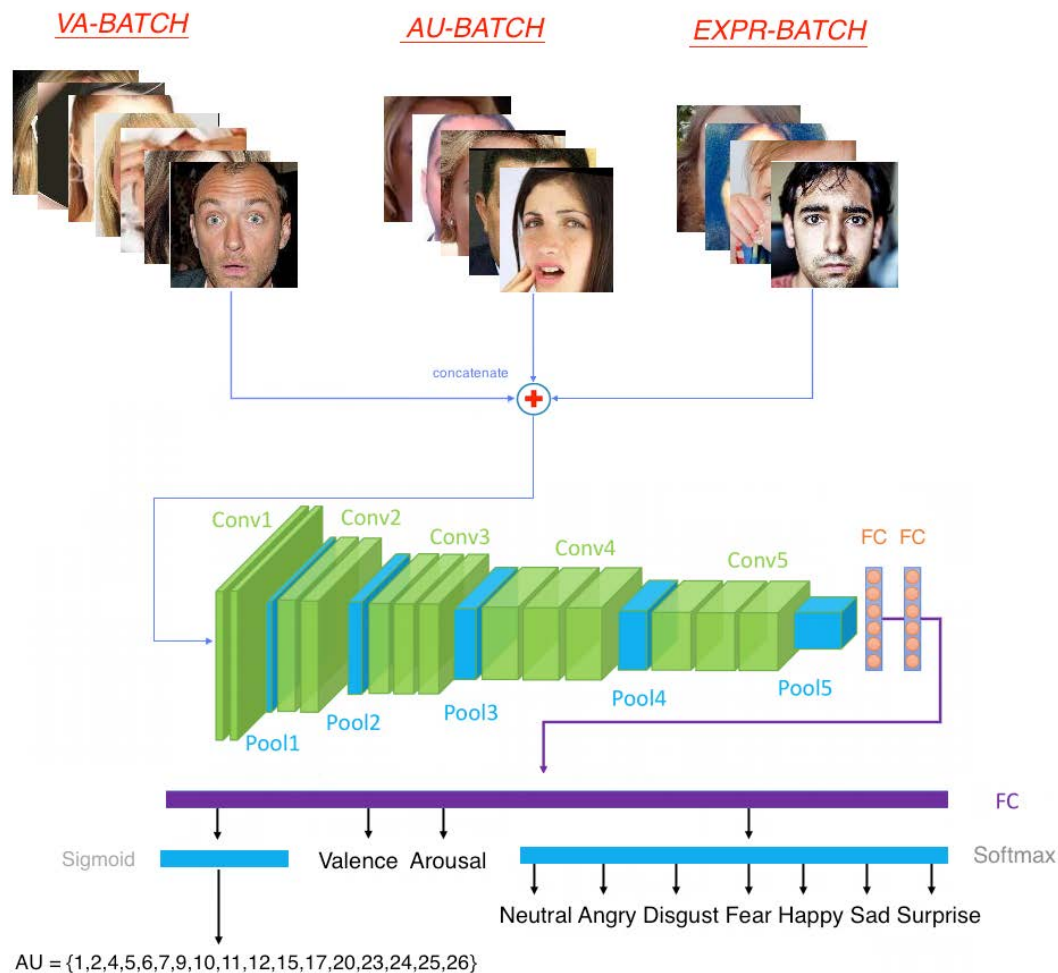 VA-BATCH
AU-BATCH
EXPR-BATCH
concatenate
Conv1
Conv2
Conv3
Conv4
Conv5
FC FC
Pool1
Pool2
Pool3
Pool4
Pool5
FC
Sigmoid
Valence Arousal
Softmax
Neutral Angry Disgust Fear Happy Sad Surprise
AU = {1,2,4,5,6,7,9,10,11,12,15,17,20,23,24,25,26}